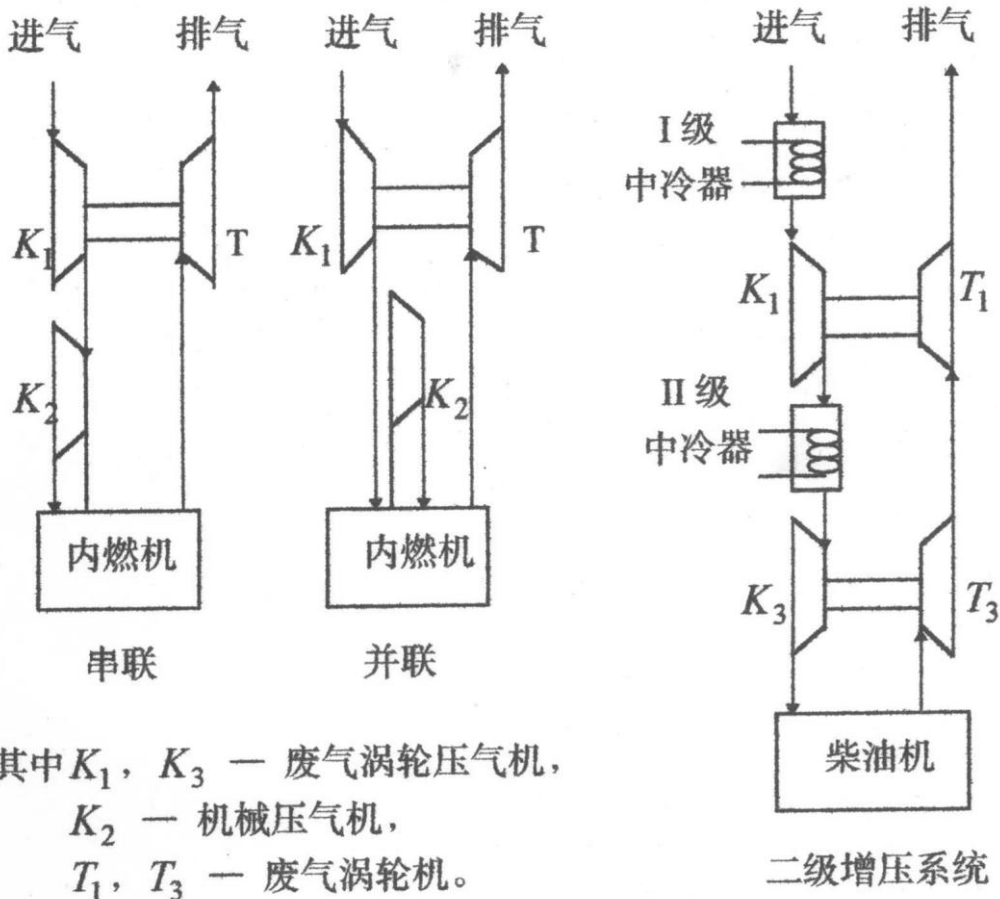 进气 排气
K₁ T
K₂
内燃机
串联
进气 排气
K₁ T
K₂
内燃机
并联
进气 排气
I 级
中冷器
K₁ T₁
II 级
中冷器
K₃ T₃
柴油机
二级增压系统
其中K₁，K₃ — 废气涡轮压气机，
K₂ — 机械压气机，
T₁，T₃ — 废气涡轮机。